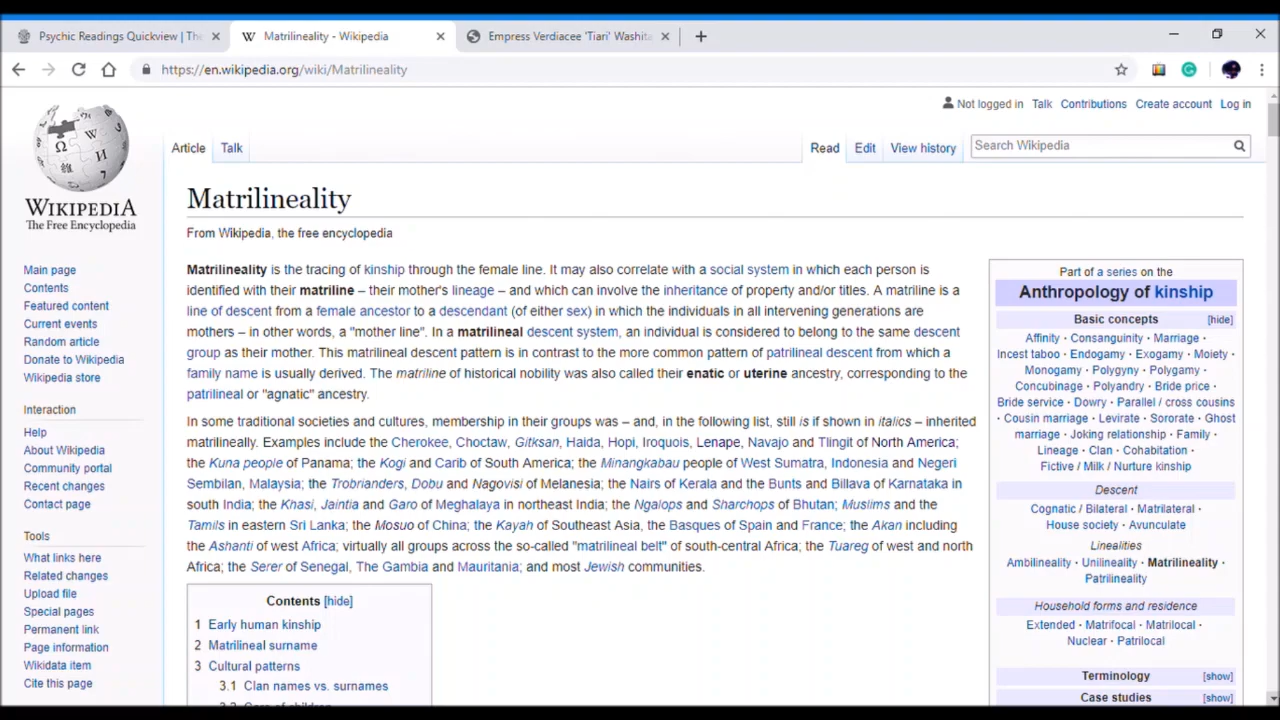 Psychic Readings Quickview | The
Matrilineality - Wikipedia
Empress Verdiacee 'Tiari' Washita
https://en.wikipedia.org/wiki/Matrilineality
Not logged in Talk Contributions Create account Log in
Article Talk
Read Edit View history
Search Wikipedia
WIKIPEDIA
The Free Encyclopedia
Main page
Contents
Featured content
Current events
Random article
Donate to Wikipedia
Wikipedia store
Interaction
Help
About Wikipedia
Community portal
Recent changes
Contact page
Tools
What links here
Related changes
Upload file
Special pages
Permanent link
Page information
Wikidata item
Cite this page
Matrilineality
From Wikipedia, the free encyclopedia
Matrilineality is the tracing of kinship through the female line. It may also correlate with a social system in which each person is
identified with their matriline – their mother's lineage – and which can involve the inheritance of property and/or titles. A matriline is a
line of descent from a female ancestor to a descendant (of either sex) in which the individuals in all intervening generations are
mothers – in other words, a "mother line". In a matrilineal descent system, an individual is considered to belong to the same descent
group as their mother. This matrilineal descent pattern is in contrast to the more common pattern of patrilineal descent from which a
family name is usually derived. The matriline of historical nobility was also called their enatic or uterine ancestry, corresponding to the
patrilineal or "agnatic" ancestry.
In some traditional societies and cultures, membership in their groups was – and, in the following list, still is if shown in italics – inherited
matrilineally. Examples include the Cherokee, Choctaw, Gitksan, Haida, Hopi, Iroquois, Lenape, Navajo and Tlingit of North America;
the Kuna people of Panama; the Kogi and Carib of South America; the Minangkabau people of West Sumatra, Indonesia and Negeri
Sembilan, Malaysia; the Trobrianders, Dobu and Nagovisi of Melanesia; the Nairs of Kerala and the Bunts and Billava of Karnataka in
south India; the Khasi, Jaintia and Garo of Meghalaya in northeast India; the Ngalops and Sharchops of Bhutan; Muslims and the
Tamils in eastern Sri Lanka; the Mosuo of China; the Kayah of Southeast Asia, the Basques of Spain and France; the Akan including
the Ashanti of west Africa; virtually all groups across the so-called "matrilineal belt" of south-central Africa; the Tuareg of west and north
Africa; the Serer of Senegal, The Gambia and Mauritania; and most Jewish communities.
Contents [hide]
1 Early human kinship
2 Matrilineal surname
3 Cultural patterns
3.1 Clan names vs. surnames
Part of a series on the
Anthropology of kinship
Basic concepts [hide]
Affinity · Consanguinity · Marriage ·
Incest taboo · Endogamy · Exogamy · Moiety ·
Monogamy · Polygyny · Polygamy ·
Concubinage · Polyandry · Bride price ·
Bride service · Dowry · Parallel / cross cousins
· Cousin marriage · Levirate · Sororate · Ghost
marriage · Joking relationship · Family ·
Lineage · Clan · Cohabitation ·
Fictive / Milk / Nurture kinship
Descent
Cognatic / Bilateral · Matrilateral ·
House society · Avunculate
Linealities
Ambilineality · Unilineality · Matrilineality ·
Patrilineality
Household forms and residence
Extended · Matrifocal · Matrilocal ·
Nuclear · Patrilocal
Terminology [show]
Case studies [show]